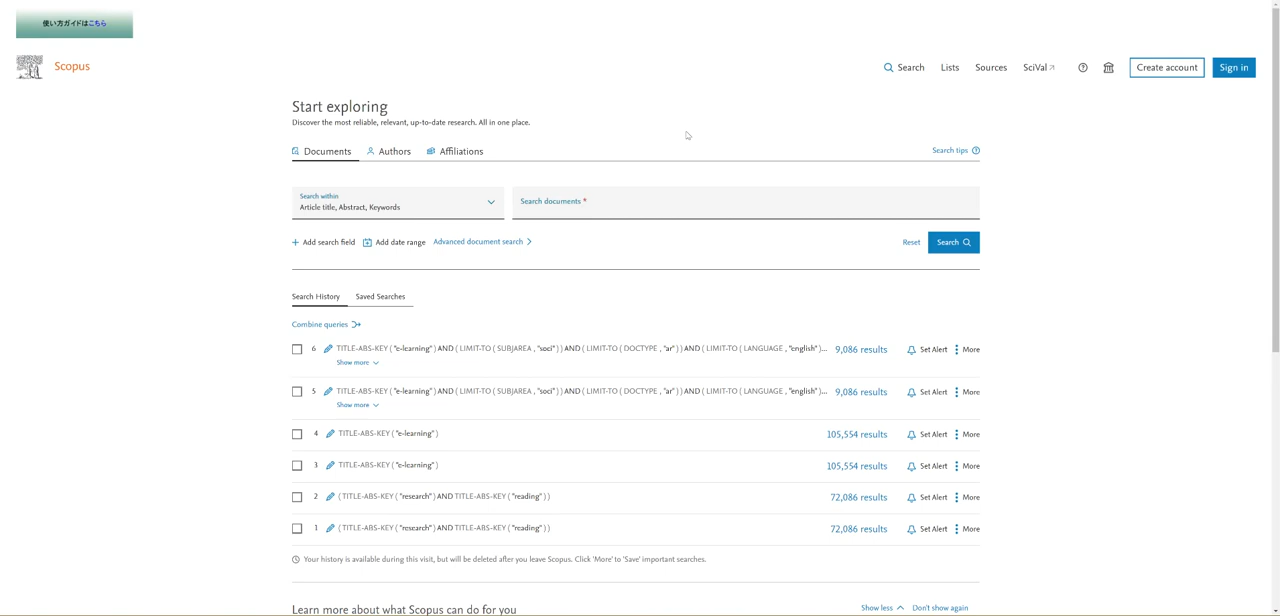 使い方ガイドはこちら
Scopus
Search Lists Sources SciVal Create account Sign in
Start exploring
Discover the most reliable, relevant, up-to-date research. All in one place.
Documents Authors Affiliations Search tips
Search within
Article title, Abstract, Keywords
Search documents *
Add search field Add date range Advanced document search Reset Search
Search History Saved Searches
Combine queries
6 TITLE-ABS-KEY ( "e-learning" ) AND ( LIMIT-TO ( SUBJAREA , "soci" ) ) AND ( LIMIT-TO ( DOCTYPE , "ar" ) ) AND ( LIMIT-TO ( LANGUAGE , "english" )... 9,086 results Set Alert More
Show more
5 TITLE-ABS-KEY ( "e-learning" ) AND ( LIMIT-TO ( SUBJAREA , "soci" ) ) AND ( LIMIT-TO ( DOCTYPE , "ar" ) ) AND ( LIMIT-TO ( LANGUAGE , "english" )... 9,086 results Set Alert More
Show more
4 TITLE-ABS-KEY ( "e-learning" ) 105,554 results Set Alert More
3 TITLE-ABS-KEY ( "e-learning" ) 105,554 results Set Alert More
2 ( TITLE-ABS-KEY ( "research" ) AND TITLE-ABS-KEY ( "reading" ) ) 72,086 results Set Alert More
1 ( TITLE-ABS-KEY ( "research" ) AND TITLE-ABS-KEY ( "reading" ) ) 72,086 results Set Alert More
Your history is available during this visit, but will be deleted after you leave Scopus. Click 'More' to 'Save' important searches.
Learn more about what Scopus can do for you Show less Don't show again